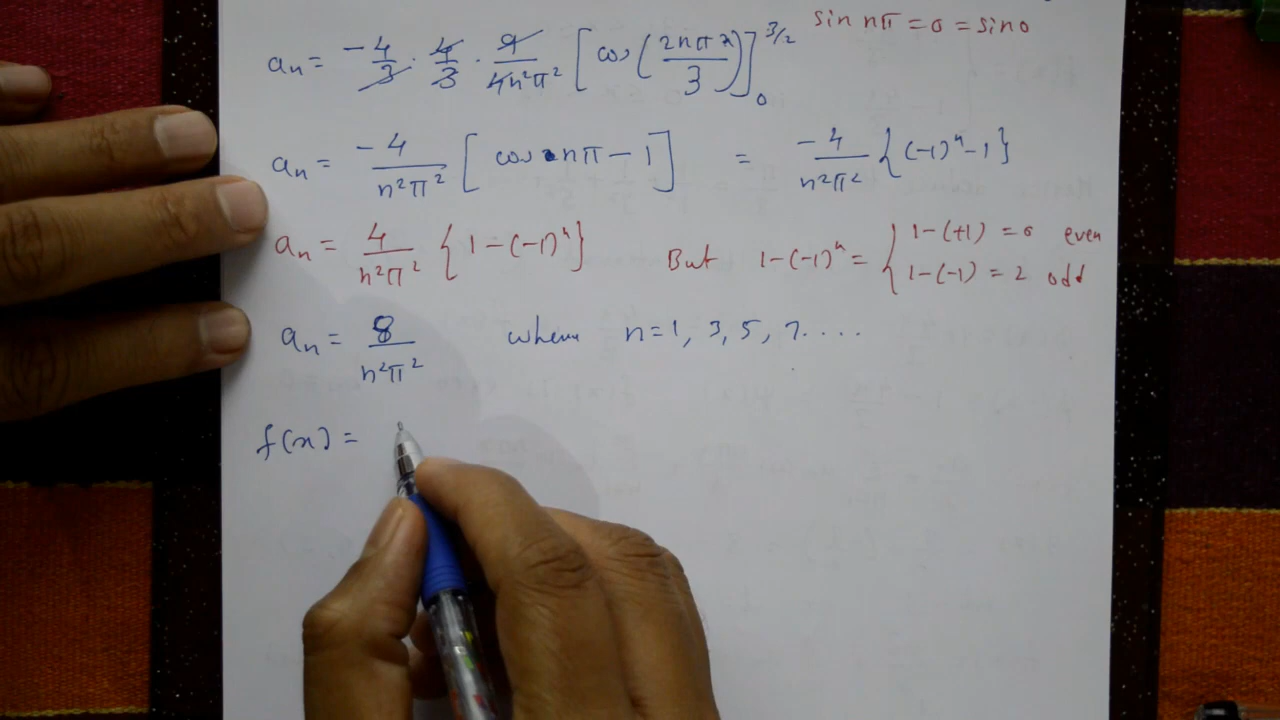 aₙ = -4/3 · 4/3 · 9/4n²π² [cos(2nπx/3)]₀^3/2 sin nπ = 0 = sin 0
aₙ = -4/n²π² [cos nπ - 1] = -4/n²π² {(-1)ⁿ - 1}
aₙ = 4/n²π² {1 - (-1)ⁿ} But 1 - (-1)ⁿ = { 1 - (+1) = 0 even
1 - (-1) = 2 odd
aₙ = 8/n²π² where n = 1, 3, 5, 7....
f(x) =